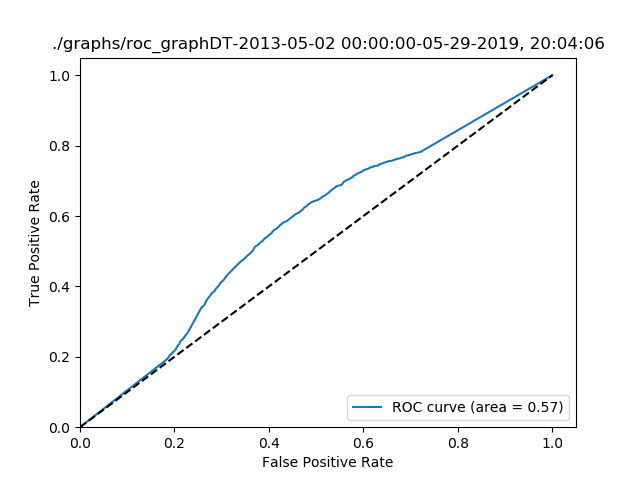 ./graphs/roc_graphDT-2013-05-02 00:00:00-05-29-2019, 20:04:06
1.0
0.8
0.6
0.4
0.2
0.0
True Positive Rate
ROC curve (area = 0.57)
0.0 0.2 0.4 0.6 0.8 1.0
False Positive Rate